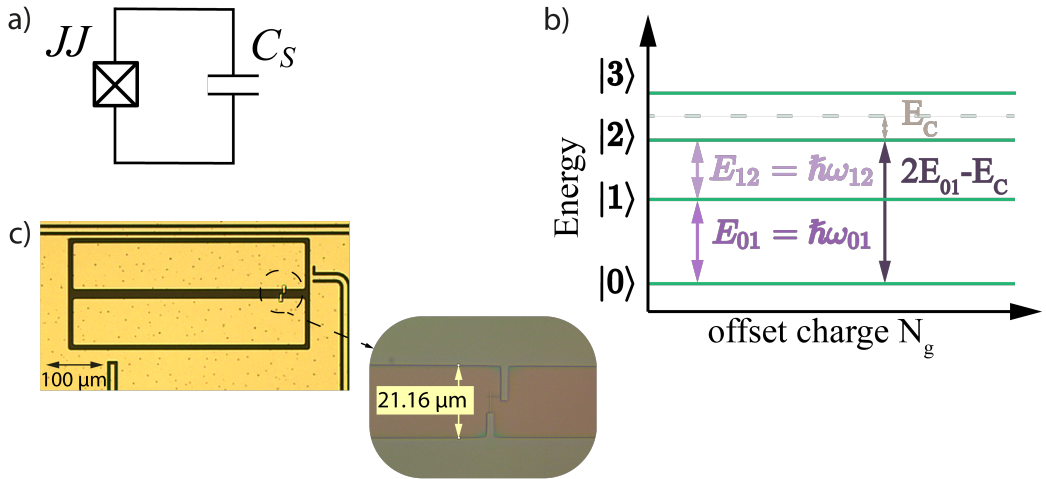 a)
JJ
C_S
b)
Energy
|3⟩
|2⟩
|1⟩
|0⟩
E_C
E_12 = ℏω_12
2E_01-E_C
E_01 = ℏω_01
offset charge N_g
c)
100 μm
21.16 μm